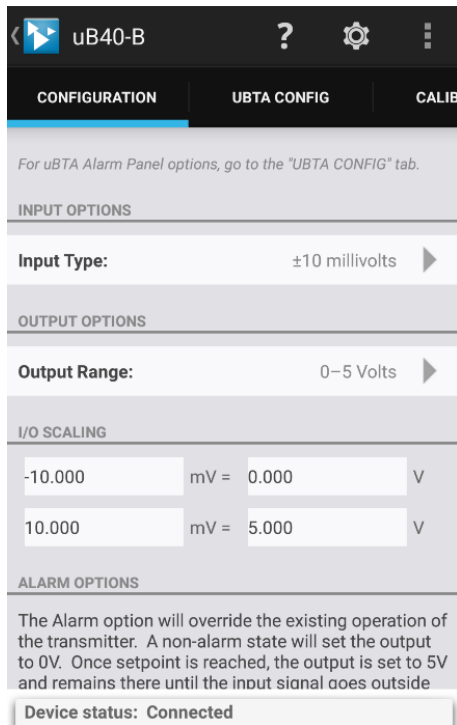 uB40-B ?
CONFIGURATION UBTA CONFIG CALIB
For uBTA Alarm Panel options, go to the "UBTA CONFIG" tab.
INPUT OPTIONS
Input Type: ±10 millivolts
OUTPUT OPTIONS
Output Range: 0–5 Volts
I/O SCALING
-10.000 mV = 0.000 V
10.000 mV = 5.000 V
ALARM OPTIONS
The Alarm option will override the existing operation of
the transmitter. A non-alarm state will set the output
to 0V. Once setpoint is reached, the output is set to 5V
and remains there until the input signal goes outside
Device status: Connected